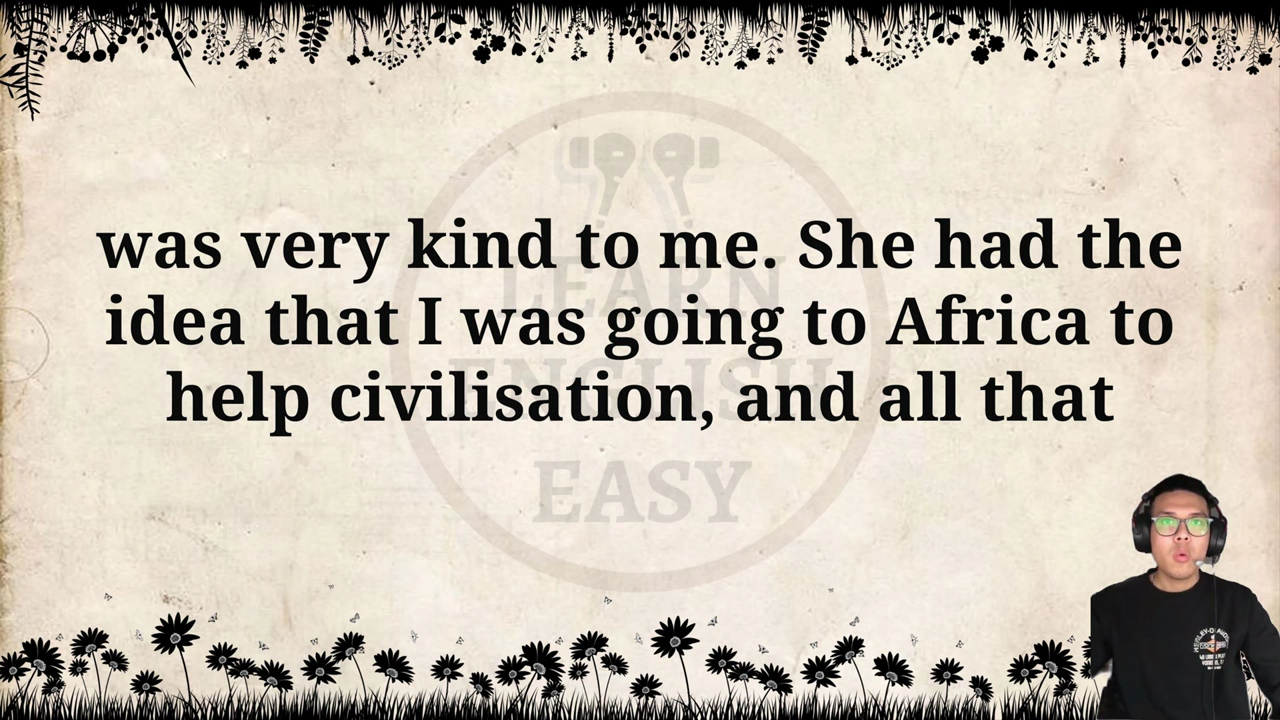 was very kind to me. She had the
idea that I was going to Africa to
help civilisation, and all that
LEARN
ENGLISH
EASY